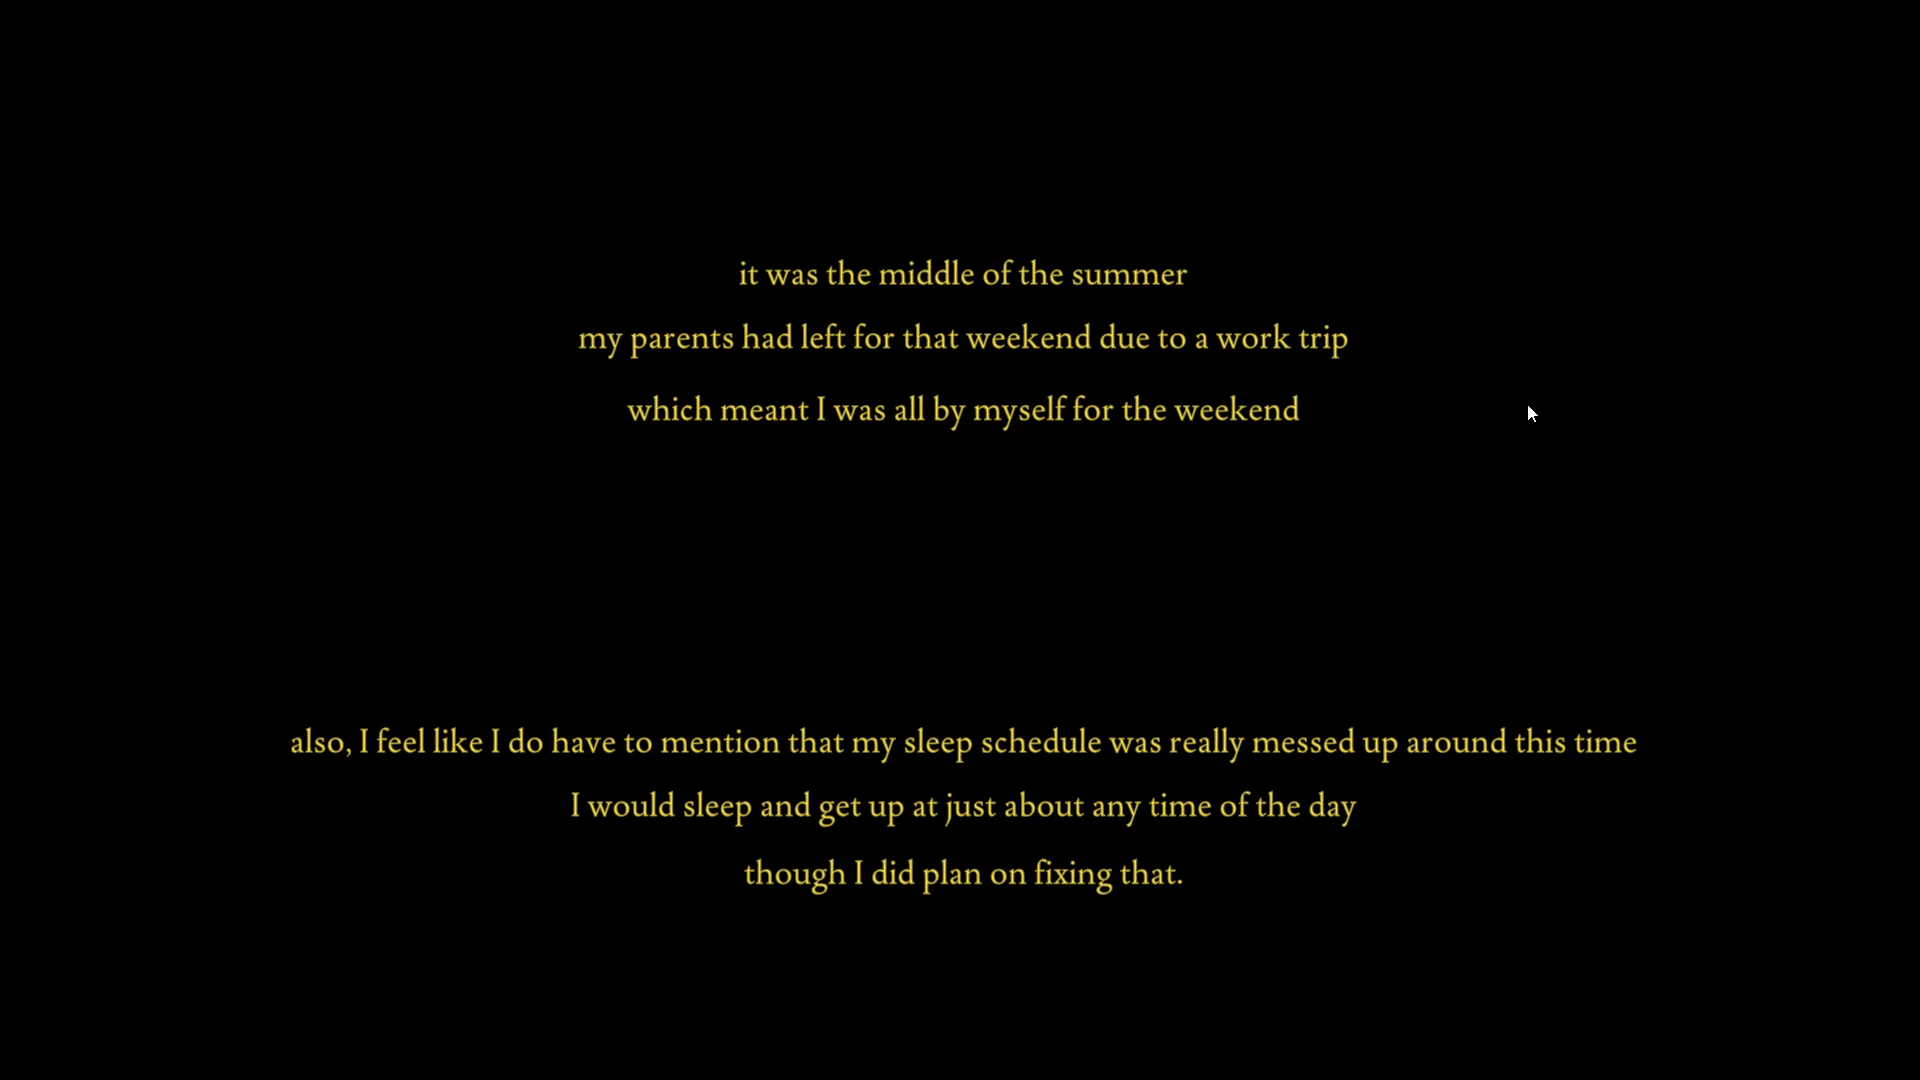 it was the middle of the summer
my parents had left for that weekend due to a work trip
which meant I was all by myself for the weekend
also, I feel like I do have to mention that my sleep schedule was really messed up around this time
I would sleep and get up at just about any time of the day
though I did plan on fixing that.